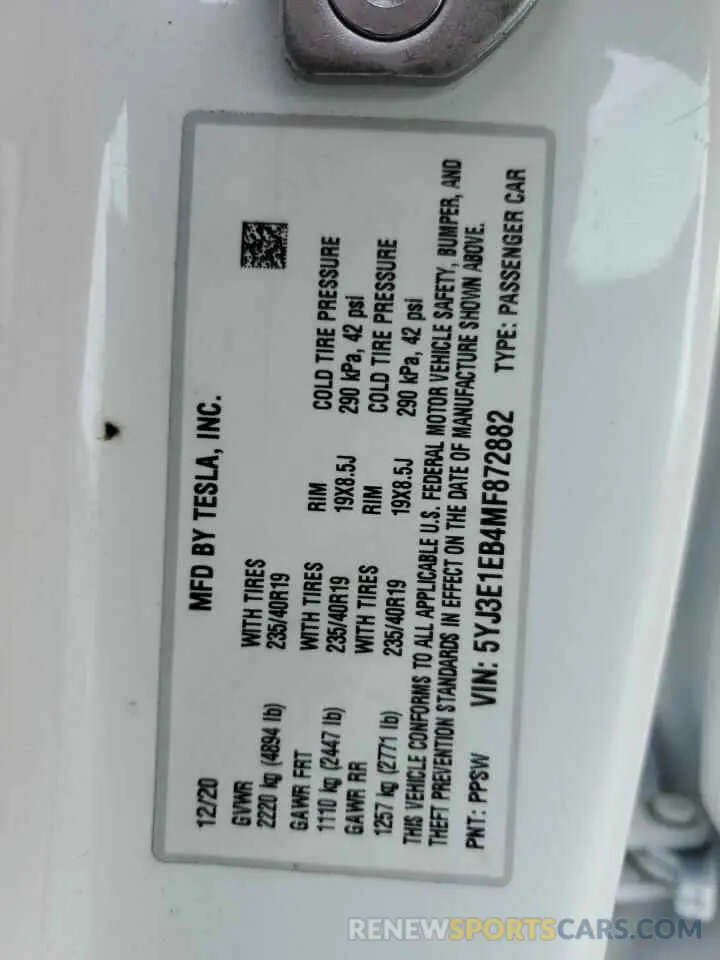 12/20 MFD BY TESLA, INC.
GVWR WITH TIRES
2220 kg (4894 lb) 235/40R19
GAWR FRT WITH TIRES RIM COLD TIRE PRESSURE
1110 kg (2447 lb) 235/40R19 19X8.5J 290 kPa, 42 psi
GAWR RR WITH TIRES RIM COLD TIRE PRESSURE
1257 kg (2771 lb) 235/40R19 19X8.5J 290 kPa, 42 psi
THIS VEHICLE CONFORMS TO ALL APPLICABLE U.S. FEDERAL MOTOR VEHICLE SAFETY, BUMPER, AND
THEFT PREVENTION STANDARDS IN EFFECT ON THE DATE OF MANUFACTURE SHOWN ABOVE.
PNT: PPSW VIN: 5YJ3E1EB4MF872882 TYPE: PASSENGER CAR
RENEWSPORTSCARS.COM